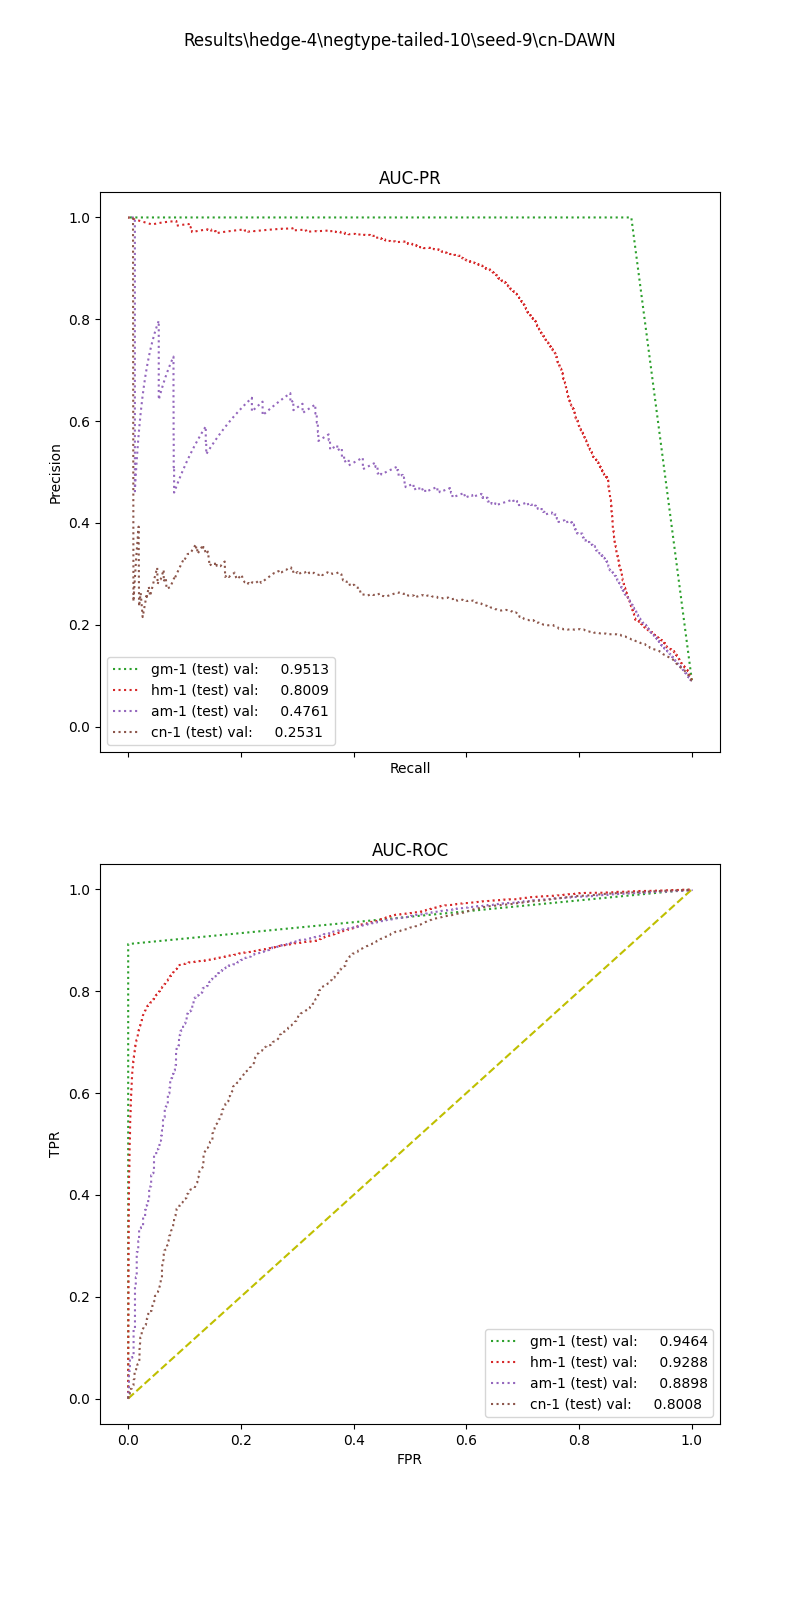 Results\hedge-4\negtype-tailed-10\seed-9\cn-DAWN
AUC-PR
1.0
0.8
0.6
0.4
0.2
0.0
Precision
gm-1 (test) val: 0.9513
hm-1 (test) val: 0.8009
am-1 (test) val: 0.4761
cn-1 (test) val: 0.2531
Recall
AUC-ROC
1.0
0.8
0.6
0.4
0.2
0.0
TPR
gm-1 (test) val: 0.9464
hm-1 (test) val: 0.9288
am-1 (test) val: 0.8898
cn-1 (test) val: 0.8008
0.0 0.2 0.4 0.6 0.8 1.0
FPR